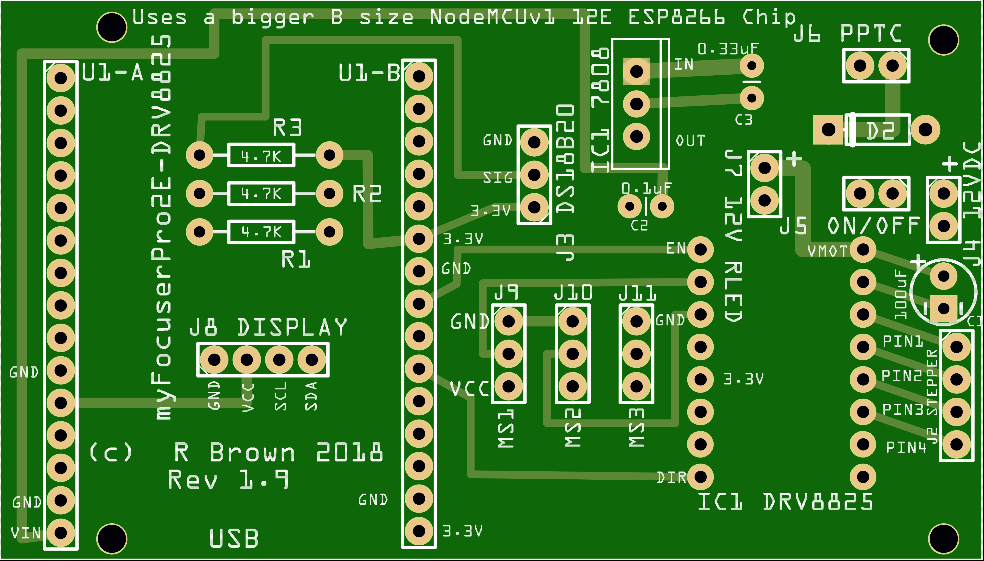 Uses a bigger B size NodeMCUv1 12E ESP8266 Chip
J6 PPTC
0.33uF
U1-A
U1-B
IC1 7808
IN
OUT
C3
myFocuserPro2E-DRV8825
R3
4.7K
4.7K
R2
4.7K
R1
GND
SIG
3.3V
J3 DS18B20
0.1uF
C2
D2
+
J7 12V
J5 ON/OFF
+
J4 12VDC
3.3V
GND
EN
RLED
VMOT
+
100uF
C1
J8 DISPLAY
GND
VCC
SCL
SDA
J9
J10
J11
GND
GND
VCC
MS1
MS2
MS3
3.3V
PIN1
PIN2
PIN3
PIN4
J2 STEPPER
GND
(c) R Brown 2018
Rev 1.9
GND
GND
DIR
IC1 DRV8825
VIN
USB
3.3V